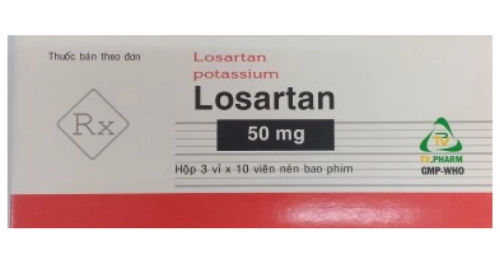 Thuốc bán theo đơn
Losartan
potassium
Rx
Losartan
50 mg
Hộp 3 vỉ x 10 viên nén bao phim
TV
TV.PHARM
GMP-WHO